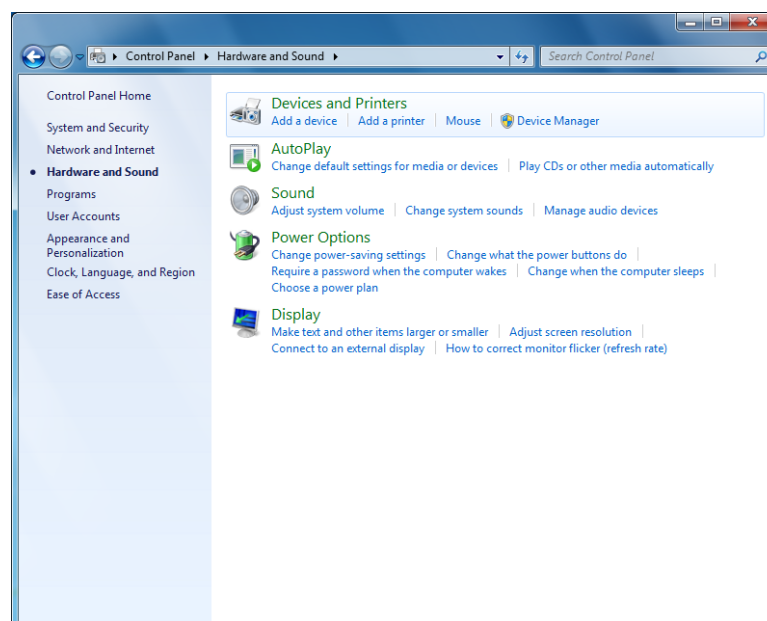 Control Panel Hardware and Sound
Search Control Panel
Control Panel Home
System and Security
Network and Internet
Hardware and Sound
Programs
User Accounts
Appearance and
Personalization
Clock, Language, and Region
Ease of Access
Devices and Printers
Add a device Add a printer Mouse Device Manager
AutoPlay
Change default settings for media or devices Play CDs or other media automatically
Sound
Adjust system volume Change system sounds Manage audio devices
Power Options
Change power-saving settings Change what the power buttons do
Require a password when the computer wakes Change when the computer sleeps
Choose a power plan
Display
Make text and other items larger or smaller Adjust screen resolution
Connect to an external display How to correct monitor flicker (refresh rate)